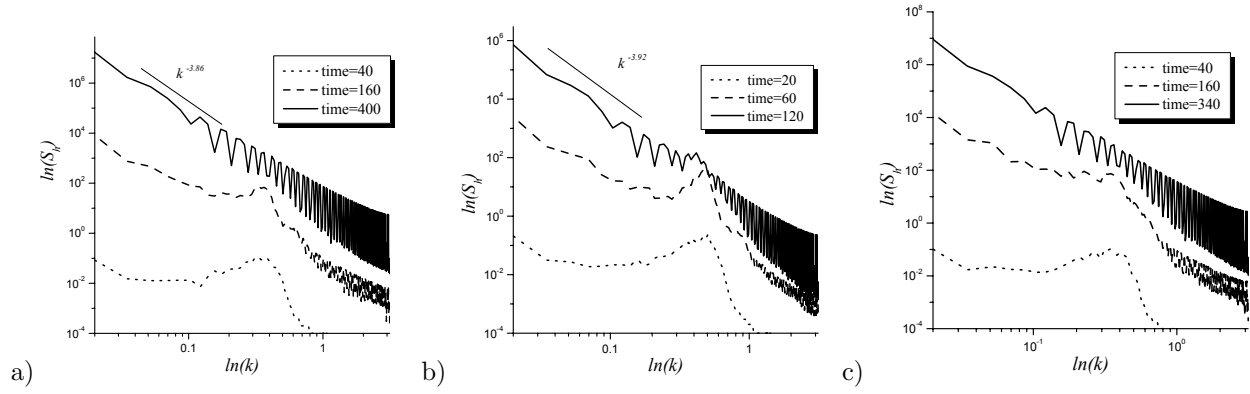 10^6
10^4
10^2
10^0
10^-2
10^-4
ln(S_h)
k^-3.86
time=40
time=160
time=400
0.1
1
ln(k)
a)
10^6
10^4
10^2
10^0
10^-2
10^-4
ln(S_h)
k^-3.92
time=20
time=60
time=120
0.1
1
ln(k)
b)
10^8
10^6
10^4
10^2
10^0
10^-2
10^-4
ln(S_h)
time=40
time=160
time=340
10^-1
10^0
ln(k)
c)